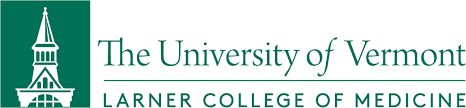 The University of Vermont
LARNER COLLEGE OF MEDICINE